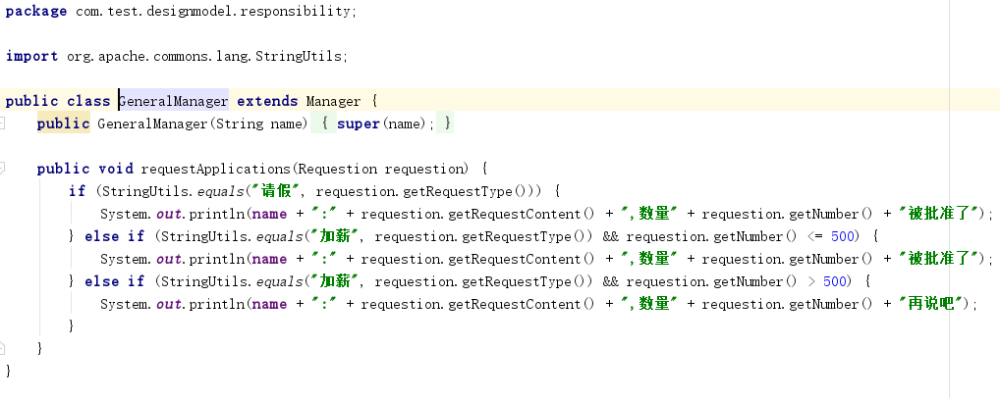 package com.test.designmodel.responsibility;
import org.apache.commons.lang.StringUtils;
public class GeneralManager extends Manager {
public GeneralManager(String name) { super(name); }
public void requestApplications(Requestion requestion) {
if (StringUtils.equals("请假", requestion.getRequestType())) {
System.out.println(name + ":" + requestion.getRequestContent() + ",数量" + requestion.getNumber() + "被批准了");
} else if (StringUtils.equals("加薪", requestion.getRequestType()) && requestion.getNumber() <= 500) {
System.out.println(name + ":" + requestion.getRequestContent() + ",数量" + requestion.getNumber() + "被批准了");
} else if (StringUtils.equals("加薪", requestion.getRequestType()) && requestion.getNumber() > 500) {
System.out.println(name + ":" + requestion.getRequestContent() + ",数量" + requestion.getNumber() + "再说吧");
}
}
}